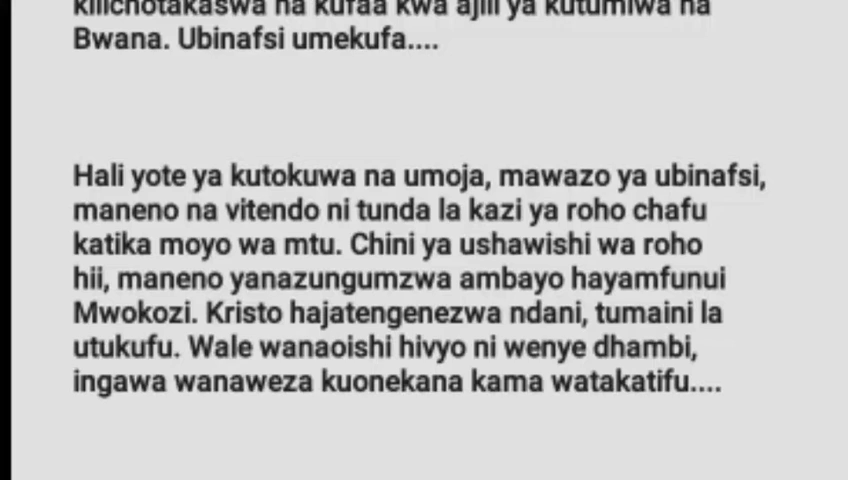 kilichotakaswa na kufaa kwa ajili ya kutumiwa na
Bwana. Ubinafsi umekufa....
Hali yote ya kutokuwa na umoja, mawazo ya ubinafsi,
maneno na vitendo ni tunda la kazi ya roho chafu
katika moyo wa mtu. Chini ya ushawishi wa roho
hii, maneno yanazungumzwa ambayo hayamfunui
Mwokozi. Kristo hajatengenezwa ndani, tumaini la
utukufu. Wale wanaoishi hivyo ni wenye dhambi,
ingawa wanaweza kuonekana kama watakatifu....